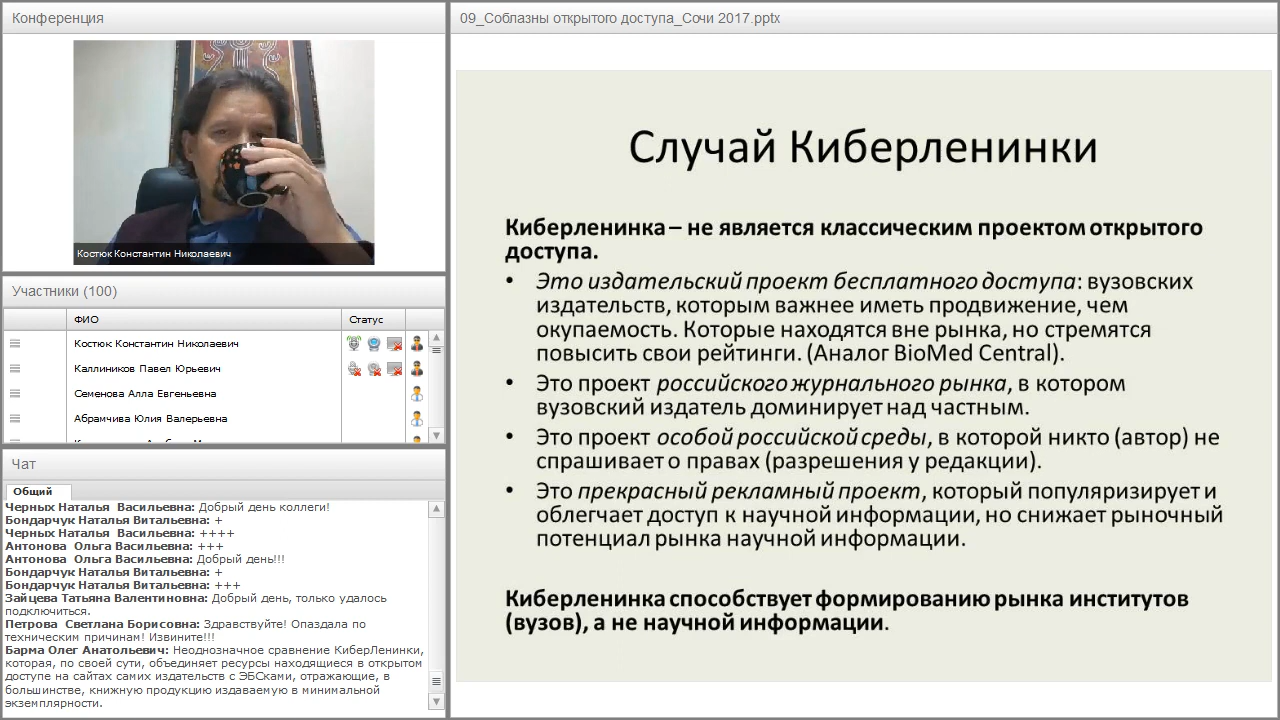 Конференция
Костюк Константин Николаевич
Участники (100)
ФИО
Статус
Костюк Константин Николаевич
Каллиников Павел Юрьевич
Семенова Алла Евгеньевна
Абрамчива Юлия Валерьевна
Чат
Общий
Черных Наталья Васильевна: Добрый день коллеги!
Бондарчук Наталья Витальевна: +
Черных Наталья Васильевна: ++++
Антонова Ольга Васильевна: +++
Антонова Ольга Васильевна: Добрый день!!!
Бондарчук Наталья Витальевна: +
Бондарчук Наталья Витальевна: +++
Зайцева Татьяна Валентиновна: Добрый день, только удалось
подключиться.
Петрова Светлана Борисовна: Здравствуйте! Опаздала по
техническим причинам! Извините!!!
Барма Олег Анатольевич: Неоднозначное сравнение КиберЛенинки,
которая, по своей сути, объединяет ресурсы находящиеся в открытом
доступе на сайтах самих издательств с ЭБСками, отражающие, в
большинстве, книжную продукцию издаваемую в минимальной
экземплярности.
09_Соблазны открытого доступа_Сочи 2017.pptx
Случай Киберленинки
Киберленинка – не является классическим проектом открытого
доступа.
• Это издательский проект бесплатного доступа: вузовских
издательств, которым важнее иметь продвижение, чем
окупаемость. Которые находятся вне рынка, но стремятся
повысить свои рейтинги. (Аналог BioMed Central).
• Это проект российского журнального рынка, в котором
вузовский издатель доминирует над частным.
• Это проект особой российской среды, в которой никто (автор) не
спрашивает о правах (разрешения у редакции).
• Это прекрасный рекламный проект, который популяризирует и
облегчает доступ к научной информации, но снижает рыночный
потенциал рынка научной информации.
Киберленинка способствует формированию рынка институтов
(вузов), а не научной информации.